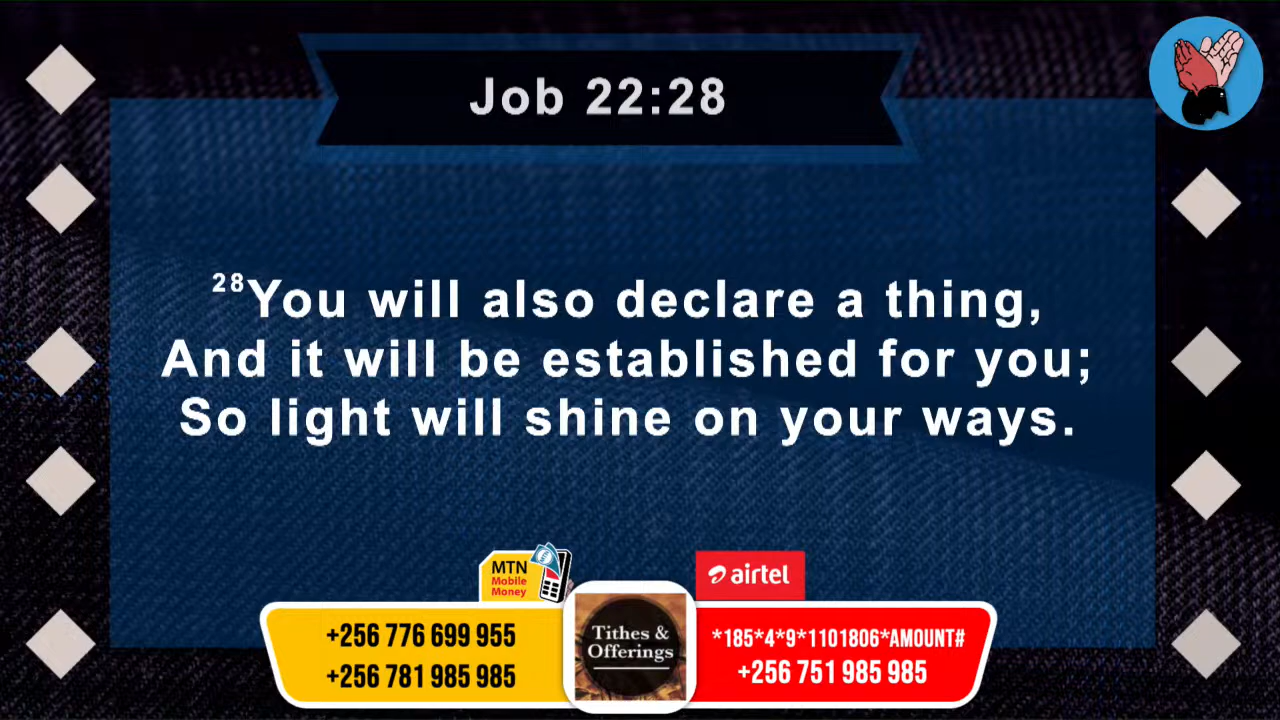 Job 22:28
28You will also declare a thing,
And it will be established for you;
So light will shine on your ways.
MTN
Mobile
Money
airtel
+256 776 699 955
+256 781 985 985
Tithes &
Offerings
*185*4*9*1101806*AMOUNT#
+256 751 985 985